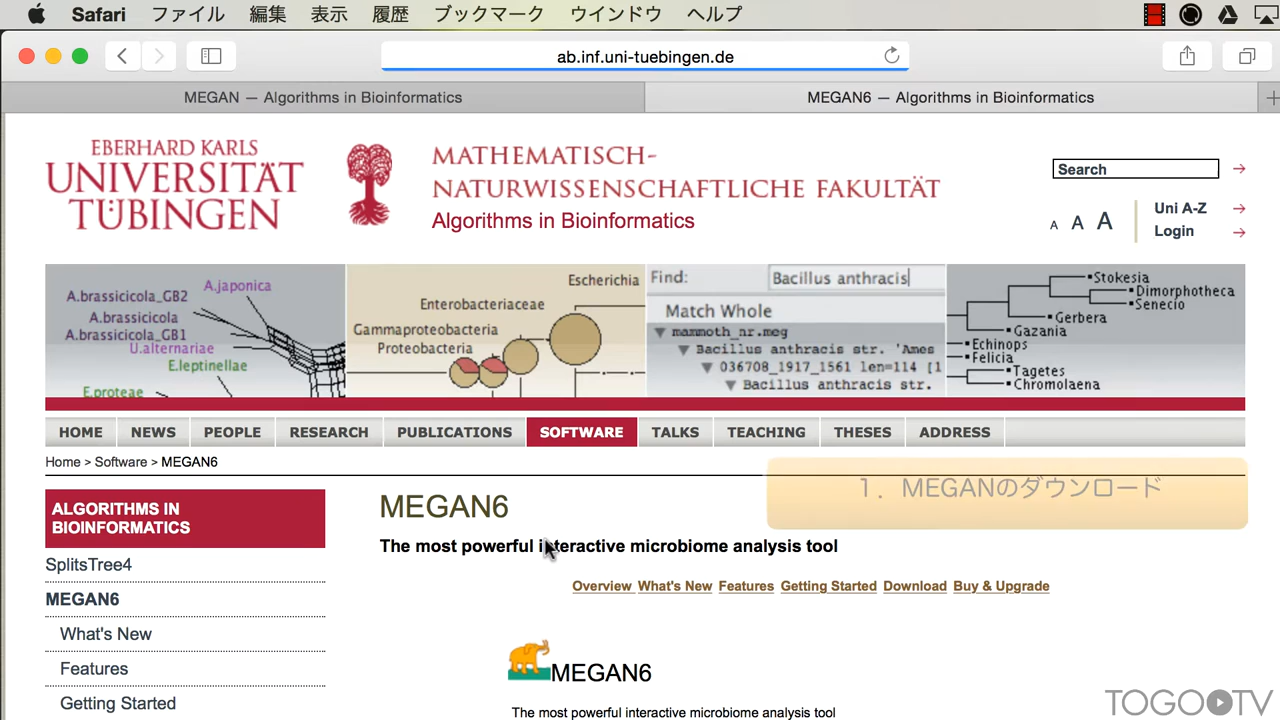 Safari ファイル 編集 表示 履歴 ブックマーク ウインドウ ヘルプ
ab.inf.uni-tuebingen.de
MEGAN — Algorithms in Bioinformatics
MEGAN6 — Algorithms in Bioinformatics
EBERHARD KARLS
UNIVERSITÄT
TÜBINGEN
MATHEMATISCH-
NATURWISSENSCHAFTLICHE FAKULTÄT
Algorithms in Bioinformatics
Search
A A A
Uni A-Z
Login
A.japonica
A.brassicicola_GB2
A.brassicicola
A.brassicicola_GB1
U.alternariae
E.leptinellae
E.proteae
Escherichia
Enterobacteriaceae
Gammaproteobacteria
Proteobacteria
Find: Bacillus anthracis
Match Whole
mammoth_nr.meg
Bacillus anthracis str. 'Ames
036708_1917_1561 len=114 [1
Bacillus anthracis str.
Stokesia
Dimorphotheca
Senecio
Gerbera
Gazania
Echinops
Felicia
Tagetes
Chromolaena
HOME NEWS PEOPLE RESEARCH PUBLICATIONS SOFTWARE TALKS TEACHING THESES ADDRESS
Home > Software > MEGAN6
1．MEGANのダウンロード
ALGORITHMS IN
BIOINFORMATICS
SplitsTree4
MEGAN6
What's New
Features
Getting Started
MEGAN6
The most powerful interactive microbiome analysis tool
Overview What's New Features Getting Started Download Buy & Upgrade
MEGAN6
The most powerful interactive microbiome analysis tool
TOGOTV